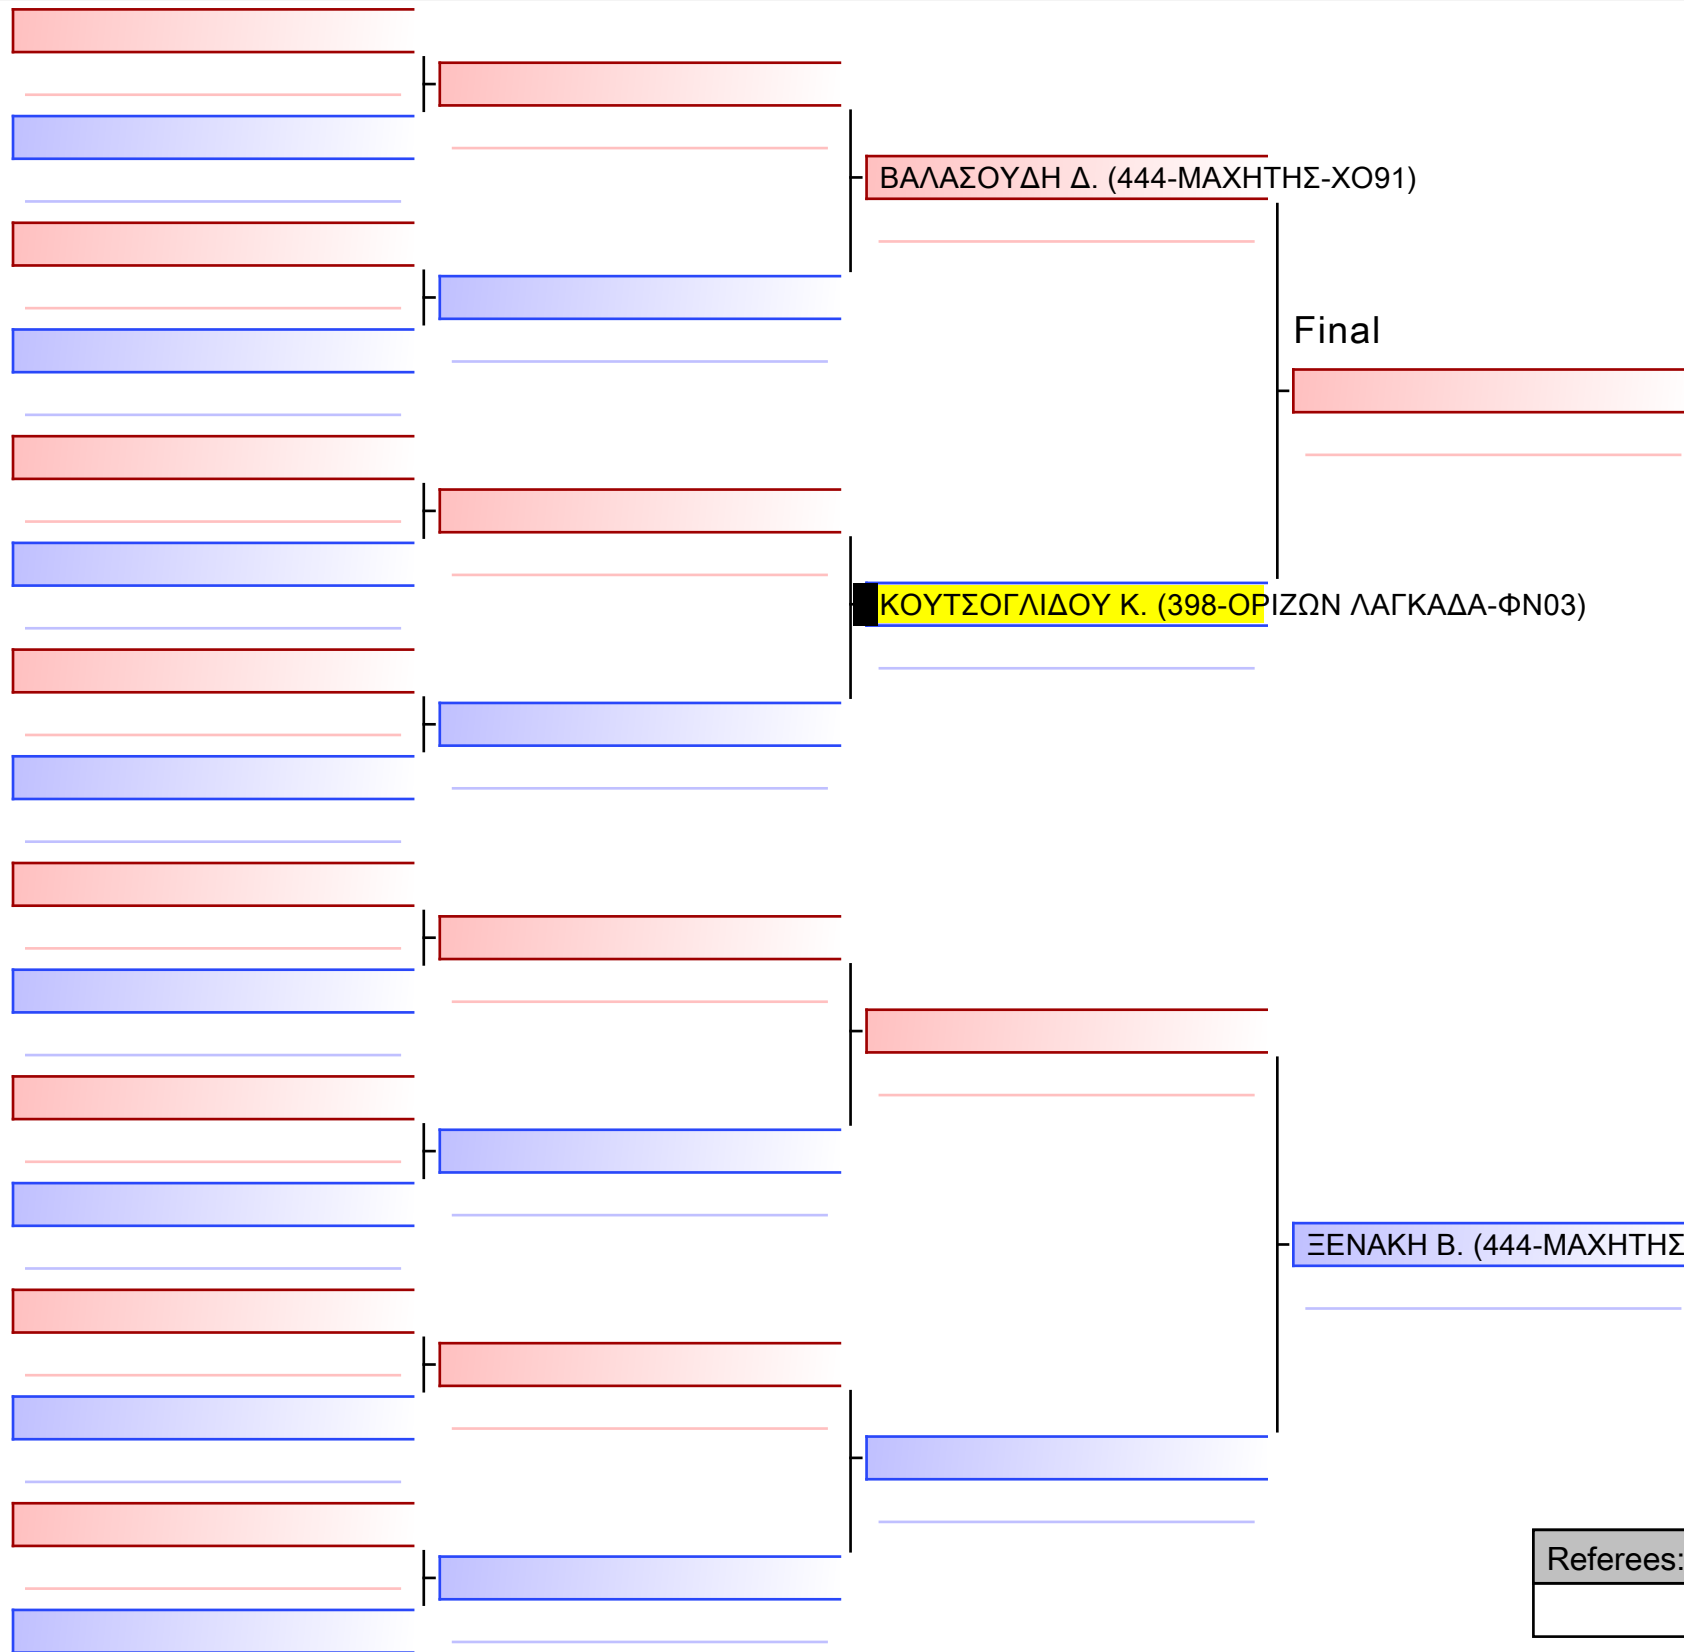 ΒΑΛΑΣΟΥΔΗ Δ. (444-ΜΑΧΗΤΗΣ-ΧΟ91)
Final
ΚΟΥΤΣΟΓΛΙΔΟΥ Κ. (398-ΟΡΙΖΩΝ ΛΑΓΚΑΔΑ-ΦΝ03)
ΞΕΝΑΚΗ Β. (444-ΜΑΧΗΤΗΣ
Referees: